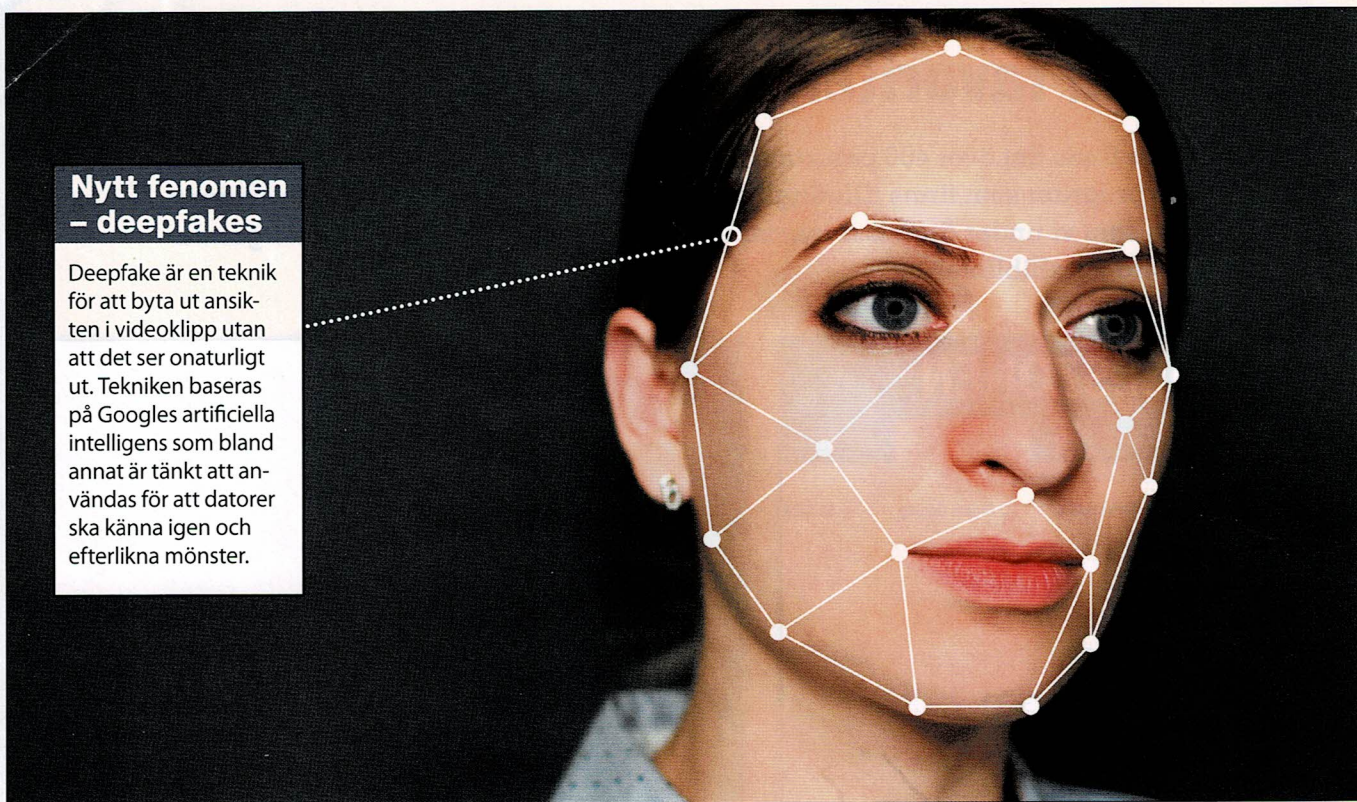 Nytt fenomen
– deepfakes
Deepfake är en teknik
för att byta ut ansik-
ten i videoklipp utan
att det ser onaturligt
ut. Tekniken baseras
på Googles artificiella
intelligens som bland
annat är tänkt att an-
vändas för att datorer
ska känna igen och
efterlikna mönster.